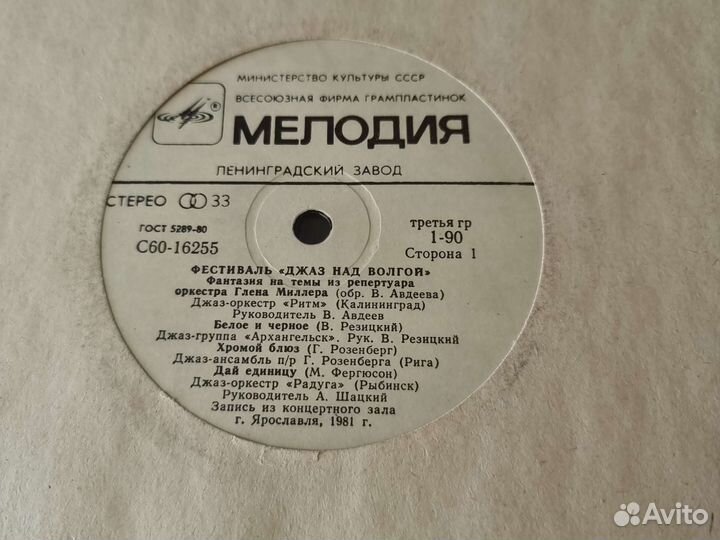 МИНИСТЕРСТВО КУЛЬТУРЫ СССР
ВСЕСОЮЗНАЯ ФИРМА ГРАМПЛАСТИНОК
®
МЕЛОДИЯ
ЛЕНИНГРАДСКИЙ ЗАВОД
СТЕРЕО 33
ГОСТ 5289-80
С60-16255
третья гр
1-90
Сторона 1
ФЕСТИВАЛЬ «ДЖАЗ НАД ВОЛГОЙ»
Фантазия на темы из репертуара
оркестра Глена Миллера (обр. В. Авдеева)
Джаз-оркестр «Ритм» (Калининград)
Руководитель В. Авдеев
Белое и черное (В. Резицкий)
Джаз-группа «Архангельск». Рук. В. Резицкий
Хромой блюз (Г. Розенберг)
Джаз-ансамбль п/р Г. Розенберга (Рига)
Дай единицу (М. Фергюсон)
Джаз-оркестр «Радуга» (Рыбинск)
Руководитель А. Шацкий
Запись из концертного зала
г. Ярославля, 1981 г.
Avito